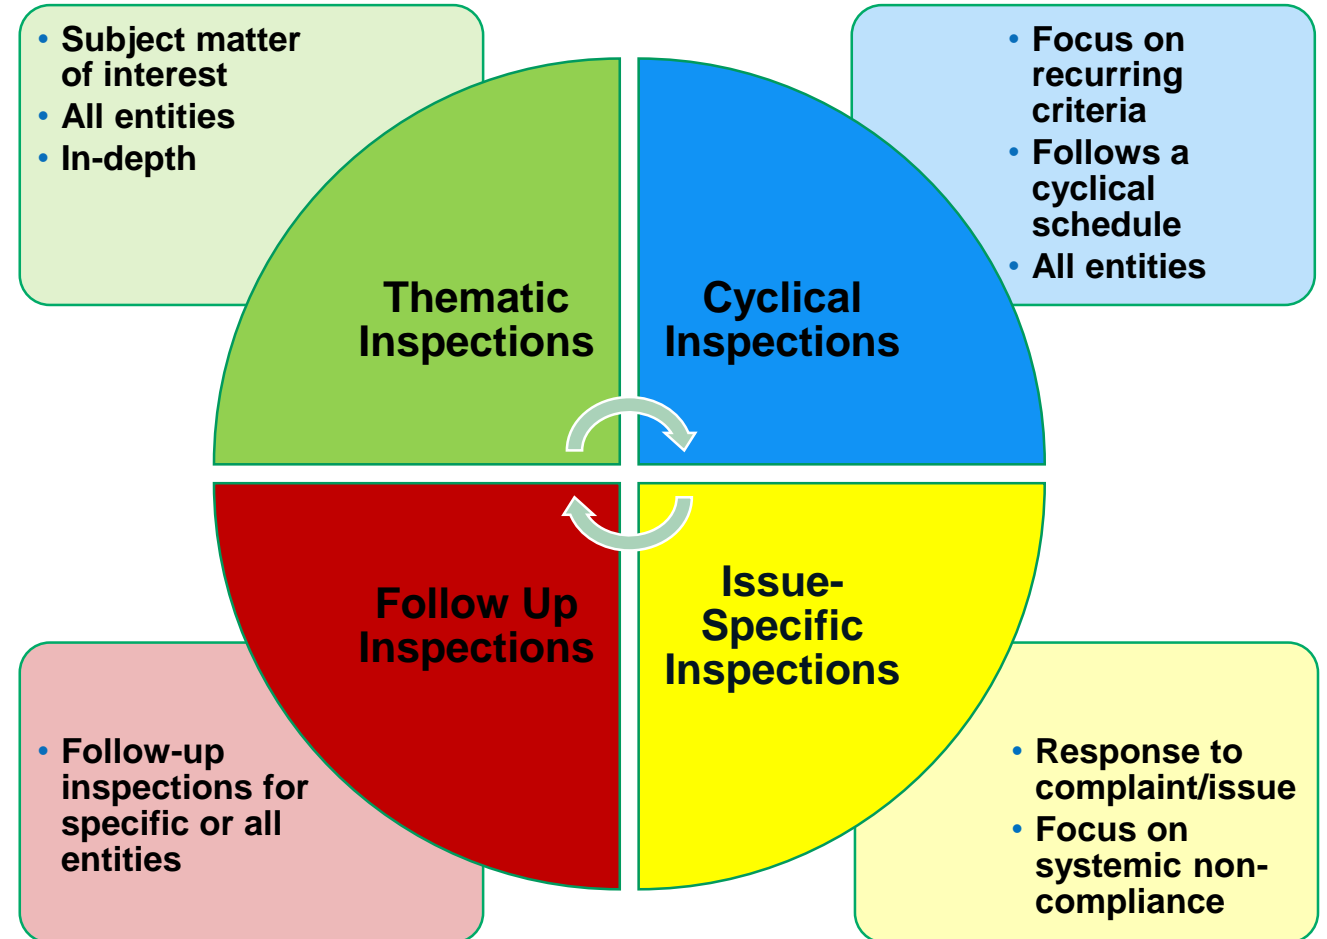 • Subject matter
of interest
• All entities
• In-depth
• Focus on
recurring
criteria
• Follows a
cyclical
schedule
• All entities
Thematic
Inspections
Cyclical
Inspections
Follow Up
Inspections
Issue-
Specific
Inspections
• Follow-up
inspections for
specific or all
entities
• Response to
complaint/issue
• Focus on
systemic non-
compliance